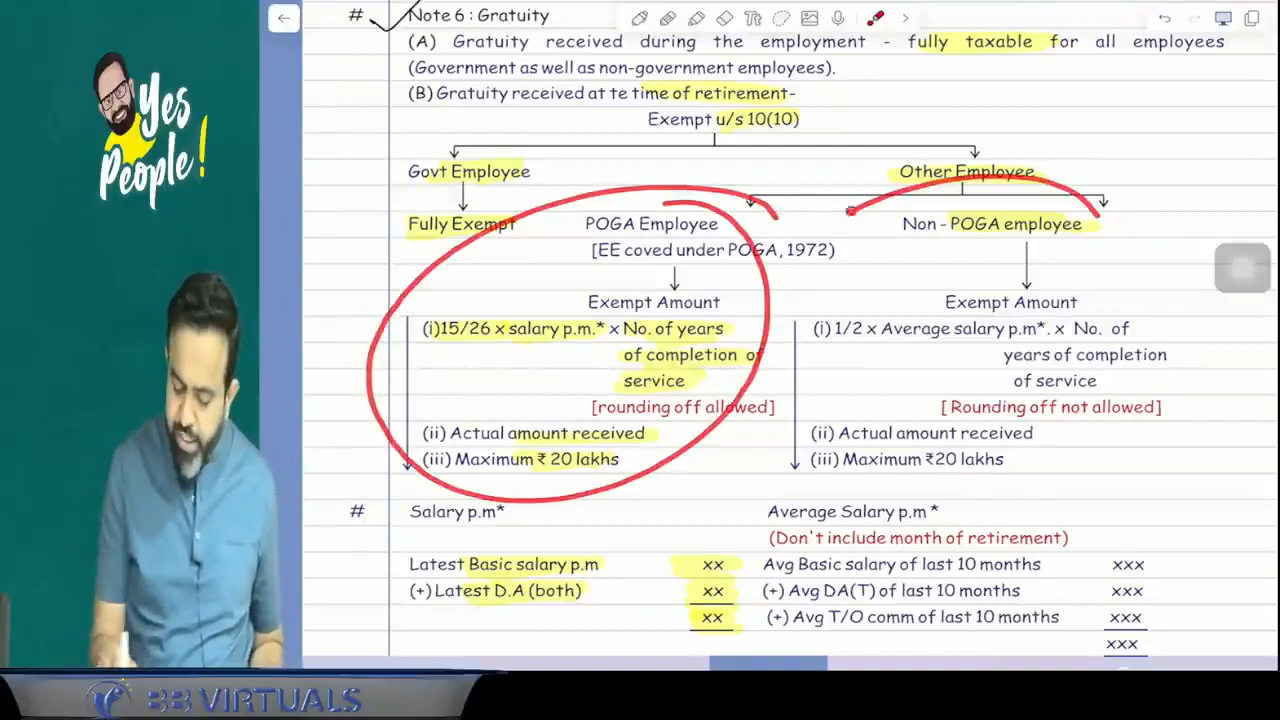 # Note 6 : Gratuity
(A) Gratuity received during the employment - fully taxable for all employees
(Government as well as non-government employees).
(B) Gratuity received at te time of retirement-
Exempt u/s 10(10)
Govt Employee
Other Employee
Fully Exempt
POGA Employee
Non - POGA employee
[EE coved under POGA, 1972)
Exempt Amount
Exempt Amount
(i)15/26 x salary p.m.* x No. of years
of completion of
service
[rounding off allowed]
(ii) Actual amount received
(iii) Maximum ₹ 20 lakhs
(i) 1/2 x Average salary p.m*. x No. of
years of completion
of service
[ Rounding off not allowed]
(ii) Actual amount received
(iii) Maximum ₹20 lakhs
# Salary p.m*
Latest Basic salary p.m xx
(+) Latest D.A (both) xx
xx
Average Salary p.m *
(Don't include month of retirement)
Avg Basic salary of last 10 months xxx
(+) Avg DA(T) of last 10 months xxx
(+) Avg T/O comm of last 10 months xxx
xxx
Yes
People!
BB VIRTUALS